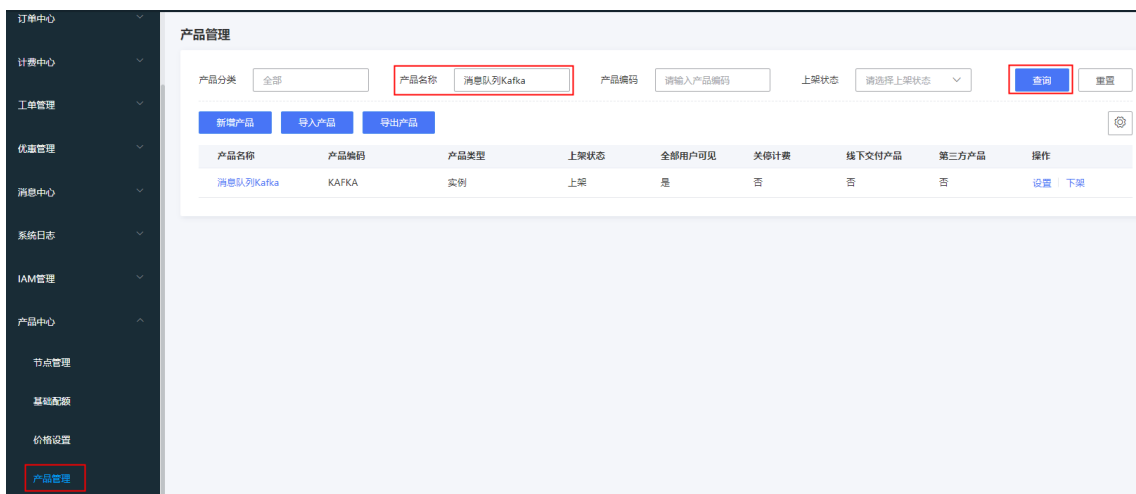 订单中心
计费中心
工单管理
优惠管理
消息中心
系统日志
IAM管理
产品中心
节点管理
基础配额
价格设置
产品管理
产品管理
产品分类 全部 产品名称 消息队列Kafka 产品编码 请输入产品编码 上架状态 请选择上架状态 查询 重置
新增产品 导入产品 导出产品
产品名称 产品编码 产品类型 上架状态 全部用户可见 关停计费 线下交付产品 第三方产品 操作
消息队列Kafka KAFKA 实例 上架 是 否 否 否 设置 下架